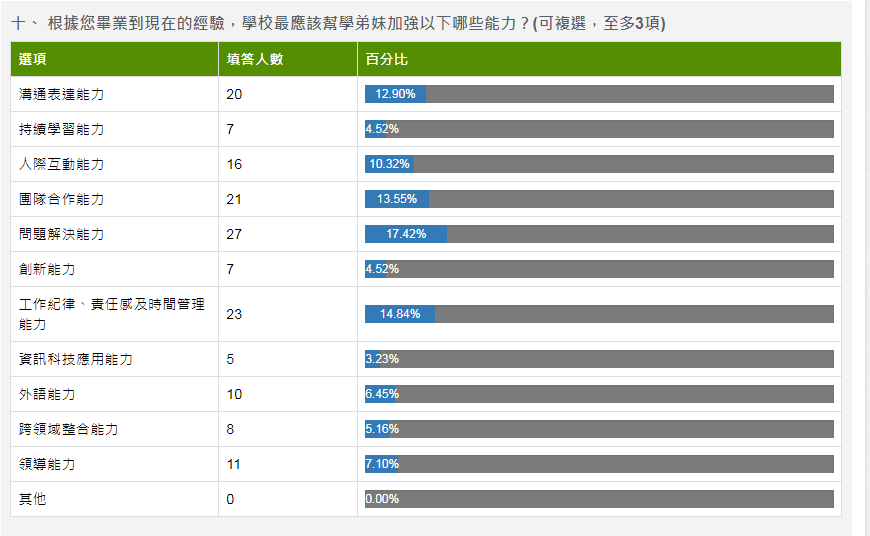 十、 根據您畢業到現在的經驗，學校最應該幫學弟妹加強以下哪些能力？(可複選，至多3項)
選項 填答人數 百分比
溝通表達能力 20 12.90%
持續學習能力 7 4.52%
人際互動能力 16 10.32%
團隊合作能力 21 13.55%
問題解決能力 27 17.42%
創新能力 7 4.52%
工作紀律、責任感及時間管理
能力 23 14.84%
資訊科技應用能力 5 3.23%
外語能力 10 6.45%
跨領域整合能力 8 5.16%
領導能力 11 7.10%
其他 0 0.00%